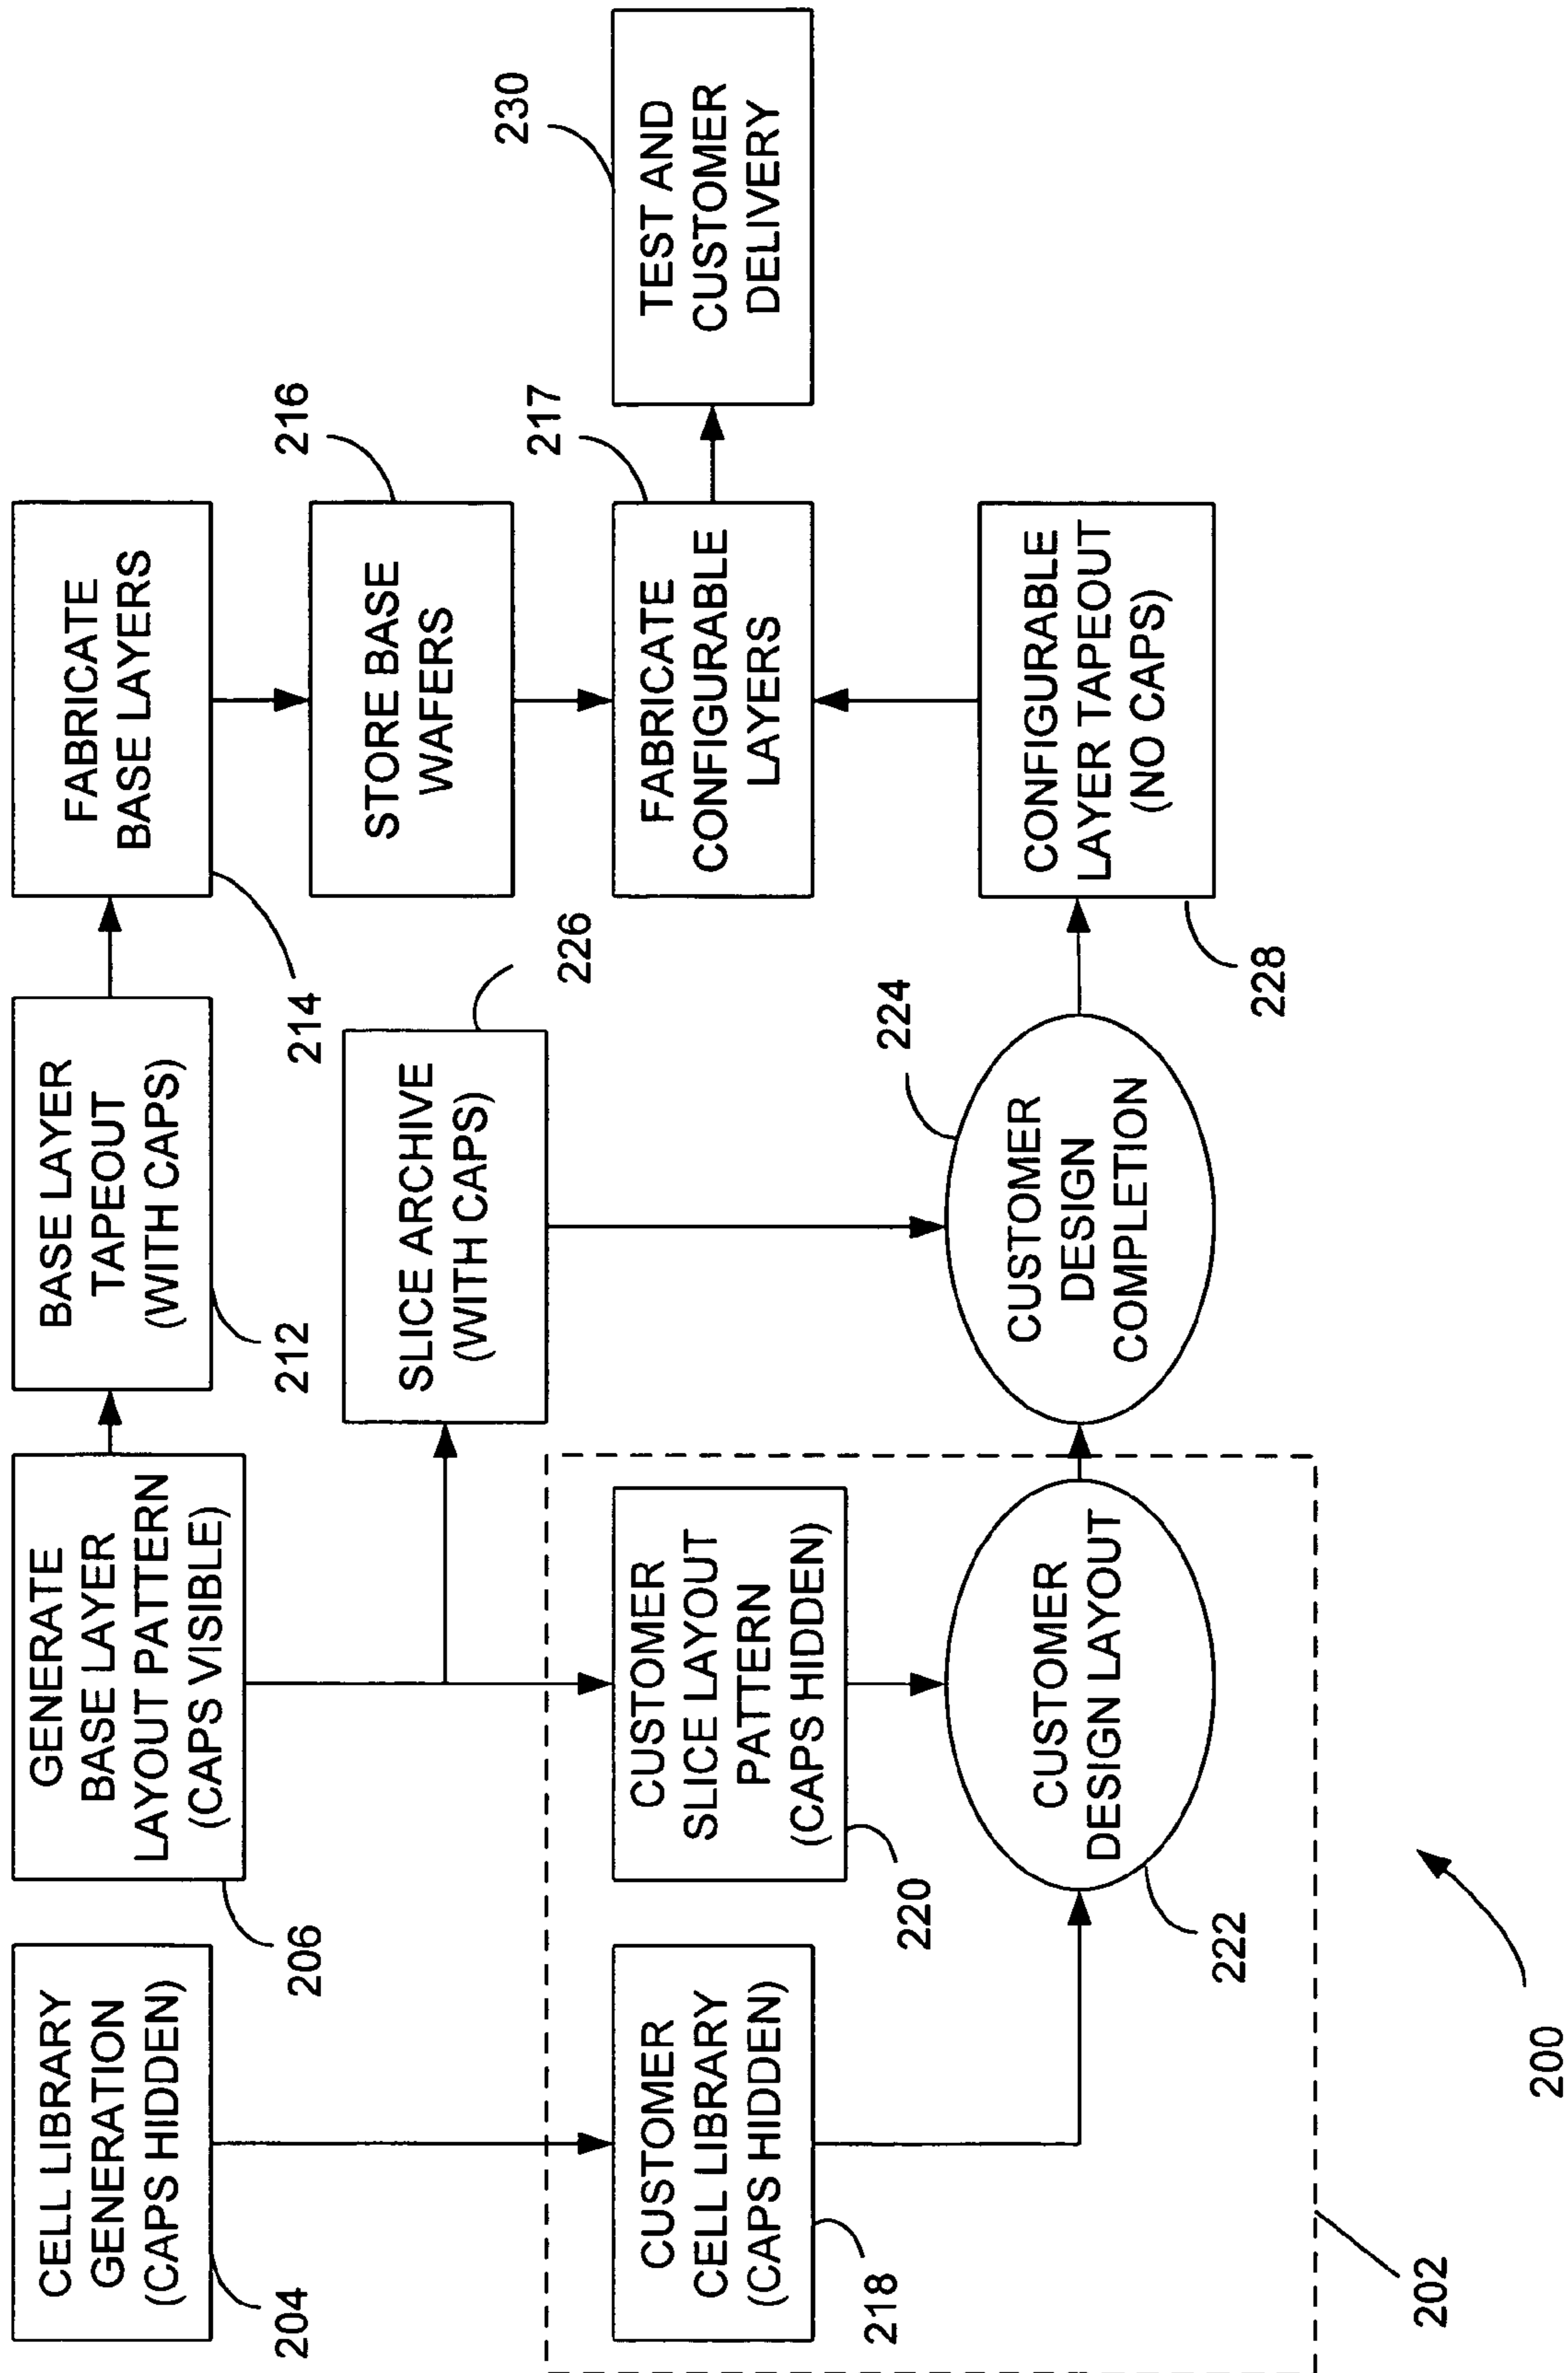 CELL LIBRARY
GENERATION
(CAPS HIDDEN)
204
GENERATE
BASE LAYER
LAYOUT PATTERN
(CAPS VISIBLE)
206
BASE LAYER
TAPEOUT
(WITH CAPS)
212
FABRICATE
BASE LAYERS
214
SLICE ARCHIVE
(WITH CAPS)
226
STORE BASE
WAFERS
216
CUSTOMER
CELL LIBRARY
(CAPS HIDDEN)
218
CUSTOMER
SLICE LAYOUT
PATTERN
(CAPS HIDDEN)
220
FABRICATE
CONFIGURABLE
LAYERS
217
TEST AND
CUSTOMER
DELIVERY
230
CUSTOMER
DESIGN LAYOUT
222
CUSTOMER
DESIGN
COMPLETION
224
CONFIGURABLE
LAYER TAPEOUT
(NO CAPS)
228
202
200